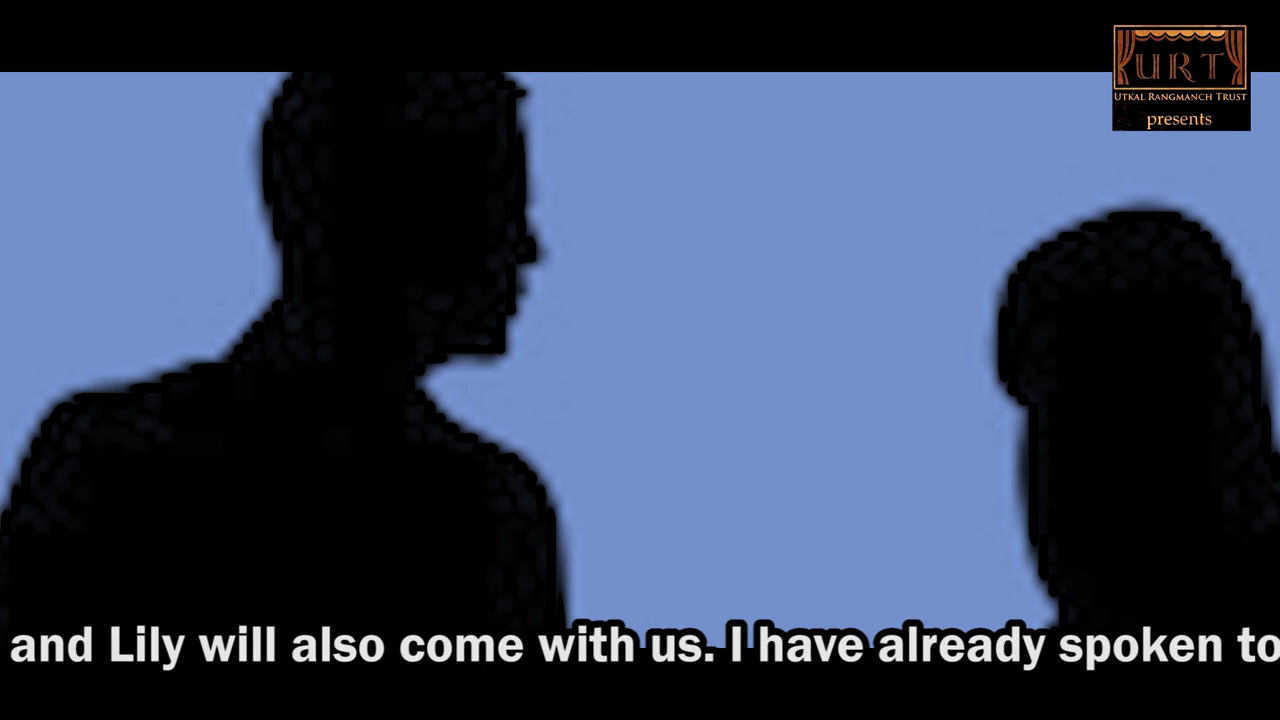 URT
UTKAL RANGMANCH TRUST
presents
and Lily will also come with us. I have already spoken to